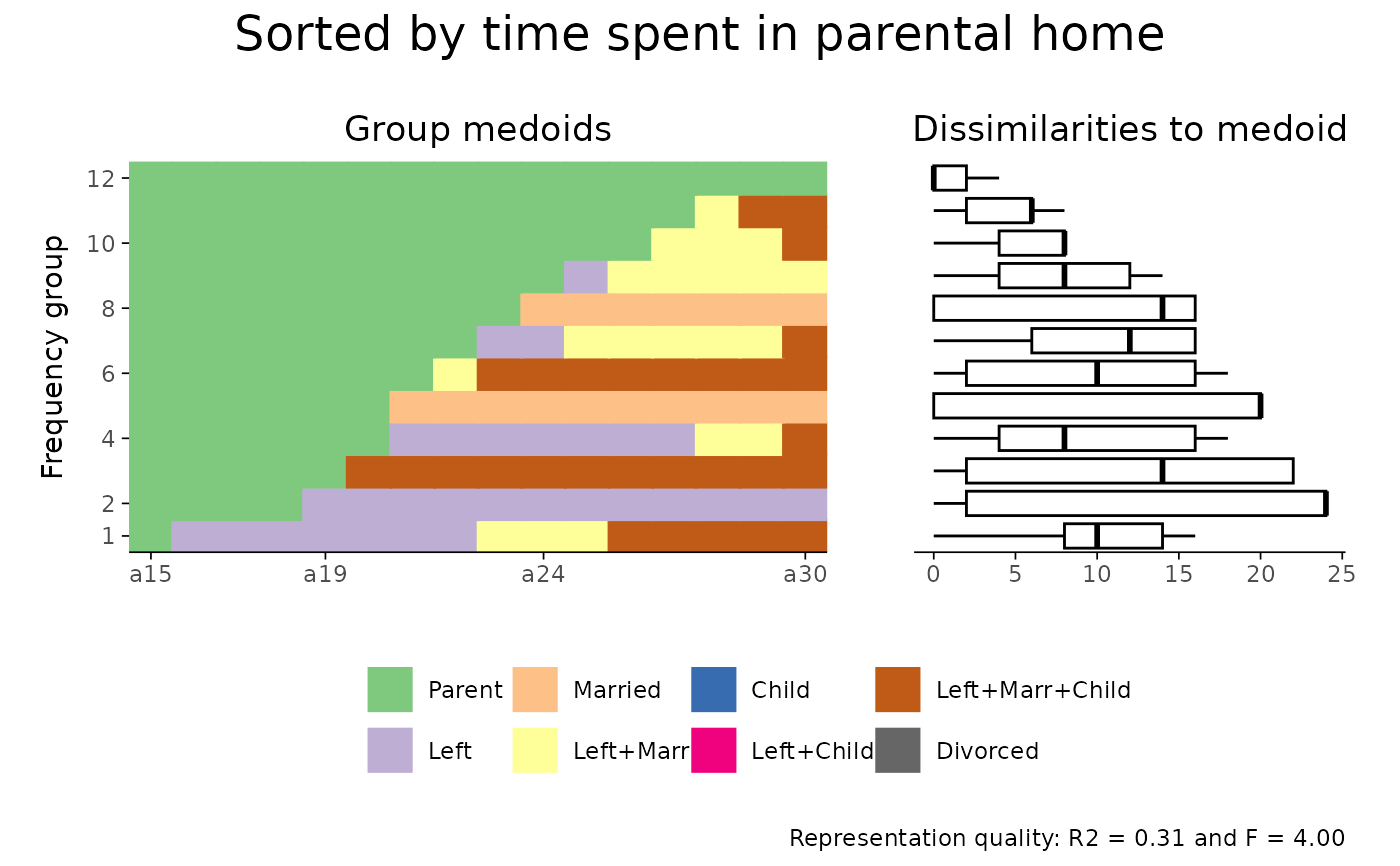 Sorted by time spent in parental home
Group medoids
Dissimilarities to medoid
Frequency group
12
10
8
6
4
2
1
a15 a19 a24 a30
0 5 10 15 20 25
Parent Married Child Left+Marr+Child
Left Left+Marr Left+Child Divorced
Representation quality: R2 = 0.31 and F = 4.00